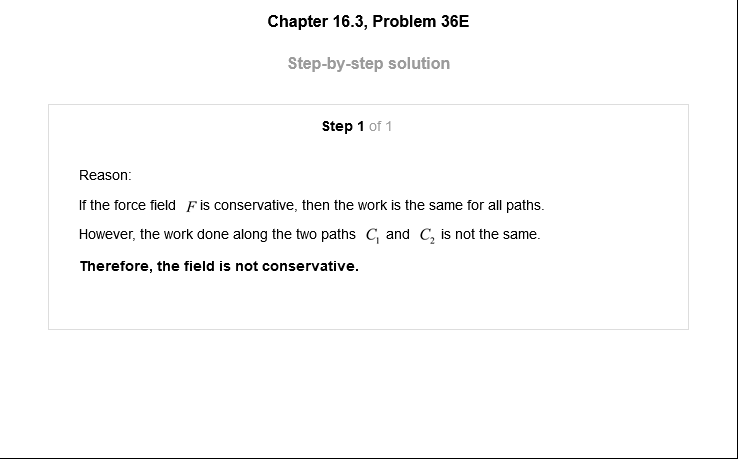 Chapter 16.3, Problem 36E
Step-by-step solution
Step 1 of 1
Reason:
If the force field F is conservative, then the work is the same for all paths.
However, the work done along the two paths C₁ and C₂ is not the same.
Therefore, the field is not conservative.